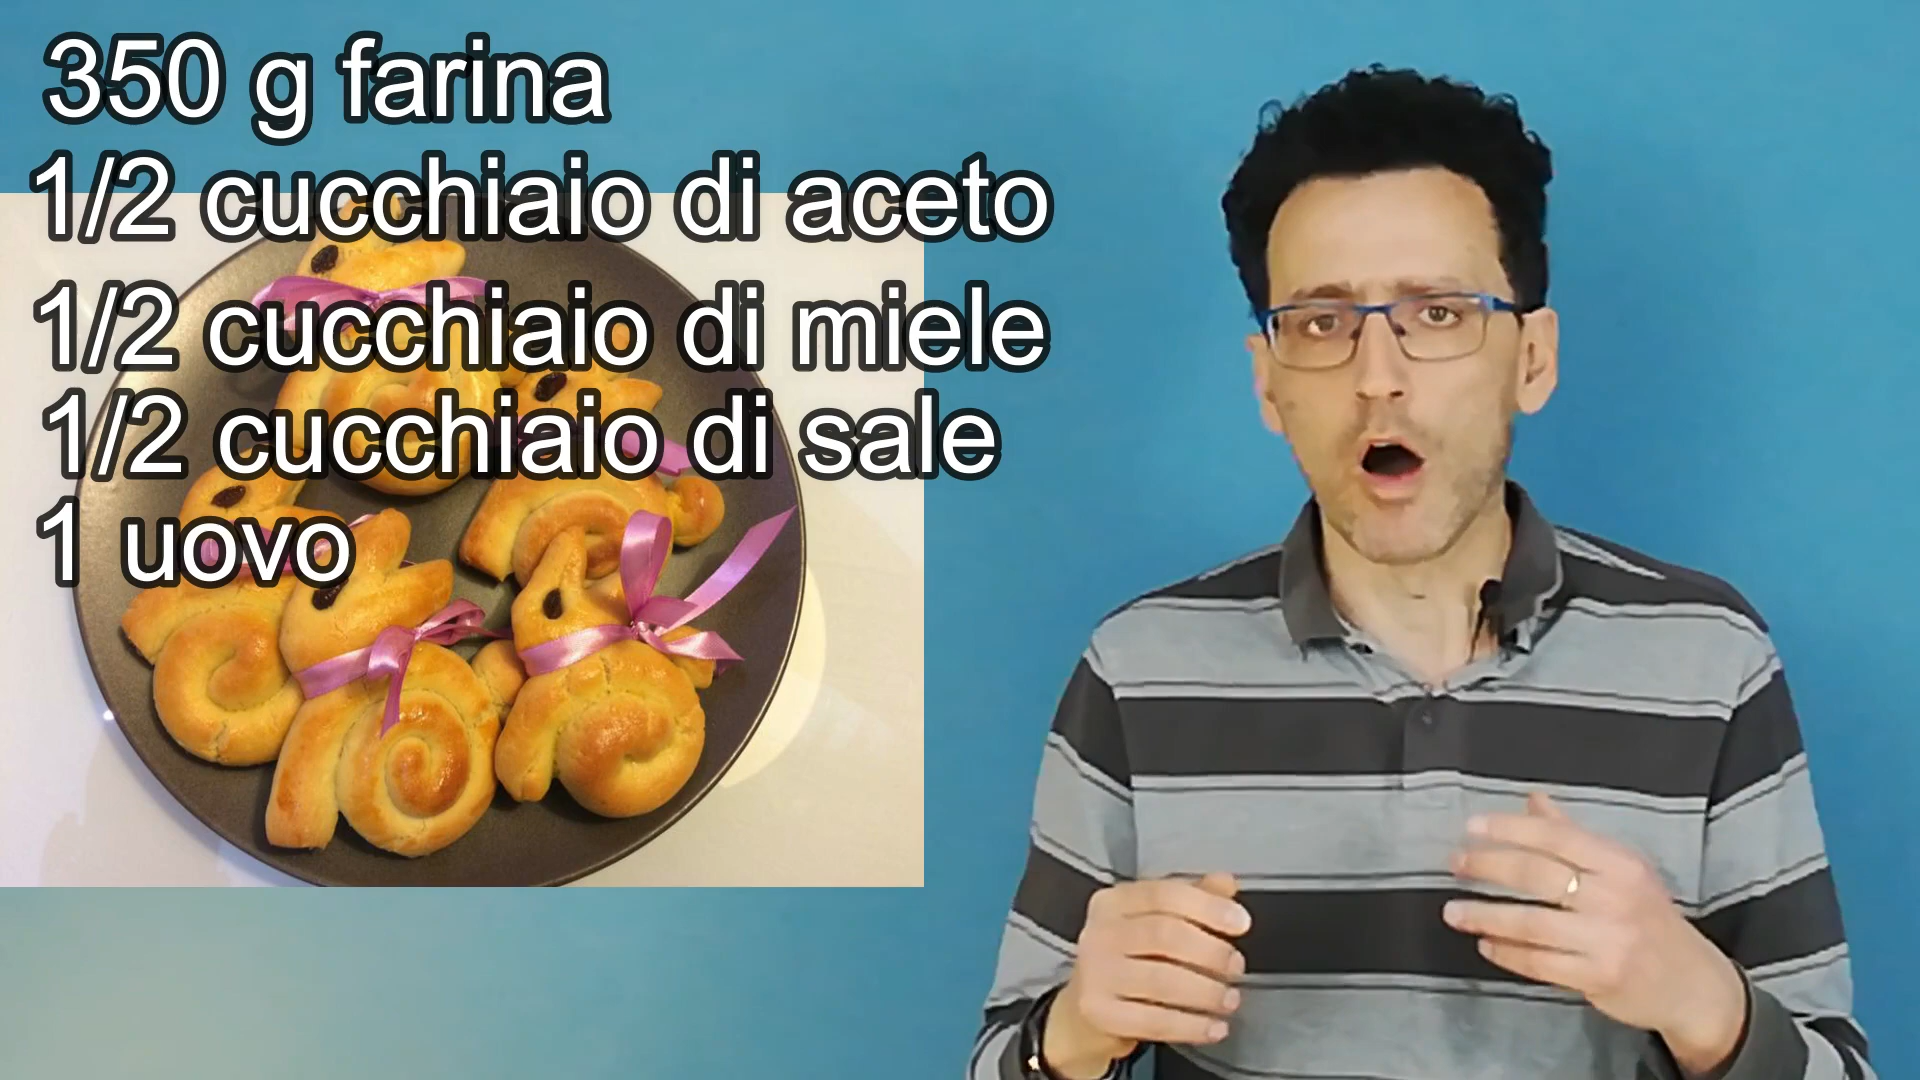 350 g farina
1/2 cucchiaio di aceto
1/2 cucchiaio di miele
1/2 cucchiaio di sale
1 uovo